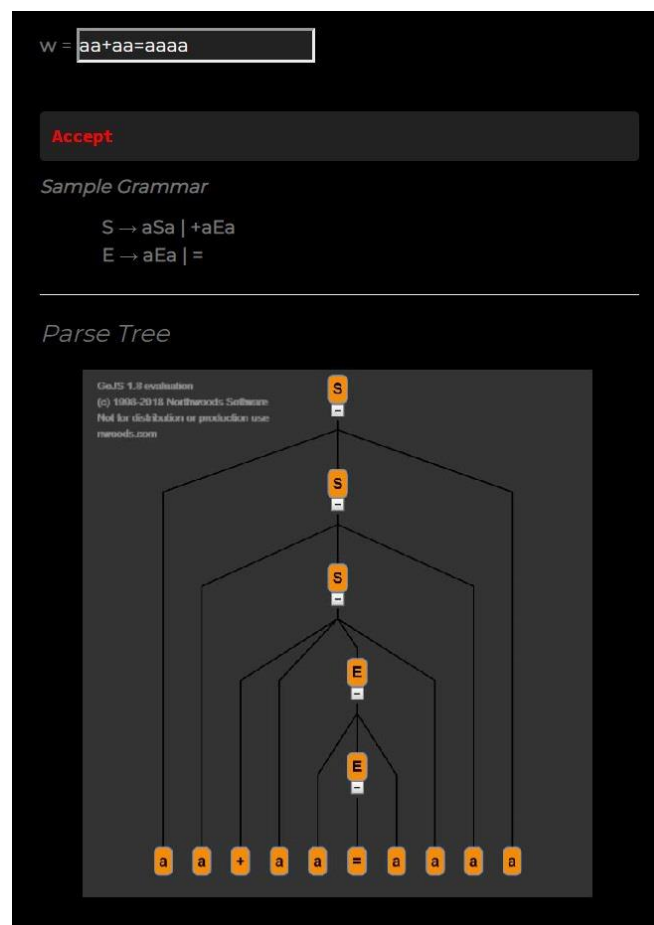 w = aa+aa=aaaa
Accept
Sample Grammar
S → aSa | +aEa
E → aEa | =
Parse Tree
GoJS 1.8 evaluation
(c) 1998-2018 Northwoods Software
Not for distribution or production use
nwoods.com
S
-
S
-
S
-
E
-
E
-
a a + a a = a a a a